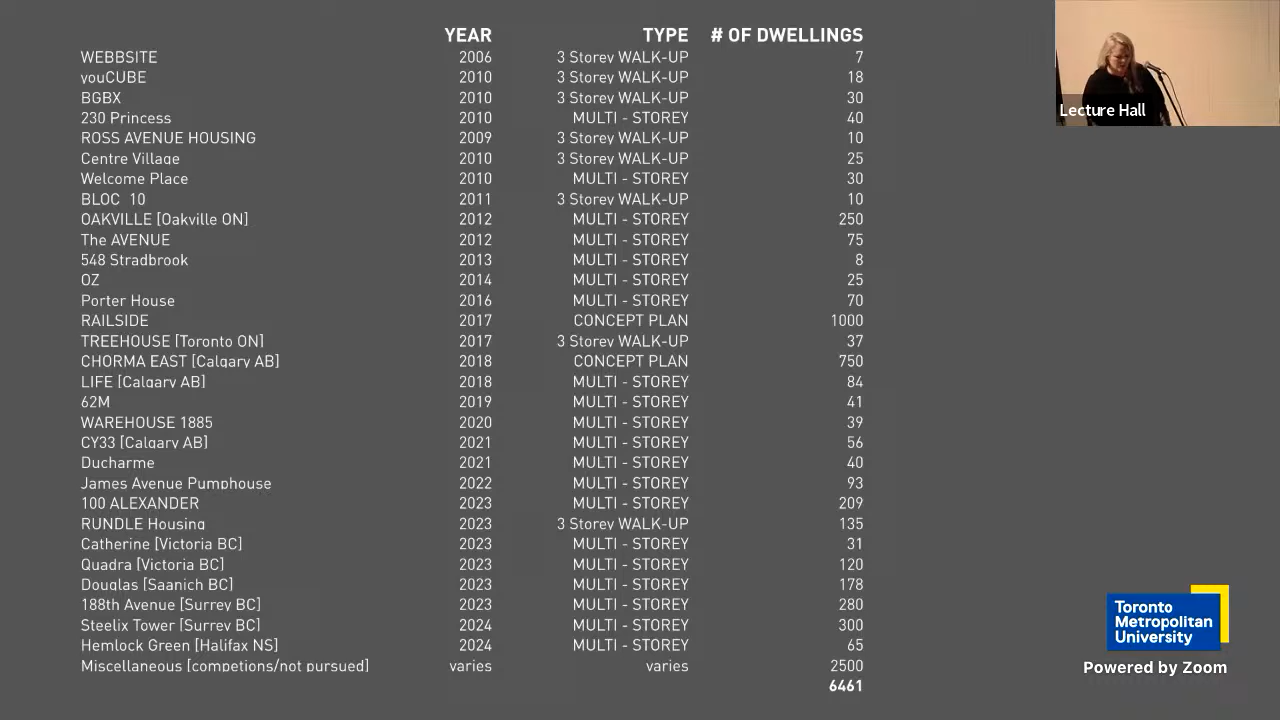 YEAR TYPE # OF DWELLINGS
WEBBSITE 2006 3 Storey WALK-UP 7
youCUBE 2010 3 Storey WALK-UP 18
BGBX 2010 3 Storey WALK-UP 30
230 Princess 2010 MULTI - STOREY 40
ROSS AVENUE HOUSING 2009 3 Storey WALK-UP 10
Centre Village 2010 3 Storey WALK-UP 25
Welcome Place 2010 MULTI - STOREY 30
BLOC 10 2011 3 Storey WALK-UP 10
OAKVILLE [Oakville ON] 2012 MULTI - STOREY 250
The AVENUE 2012 MULTI - STOREY 75
548 Stradbrook 2013 MULTI - STOREY 8
OZ 2014 MULTI - STOREY 25
Porter House 2016 MULTI - STOREY 70
RAILSIDE 2017 CONCEPT PLAN 1000
TREEHOUSE [Toronto ON] 2017 3 Storey WALK-UP 37
CHORMA EAST [Calgary AB] 2018 CONCEPT PLAN 750
LIFE [Calgary AB] 2018 MULTI - STOREY 84
62M 2019 MULTI - STOREY 41
WAREHOUSE 1885 2020 MULTI - STOREY 39
CY33 [Calgary AB] 2021 MULTI - STOREY 56
Ducharme 2021 MULTI - STOREY 40
James Avenue Pumphouse 2022 MULTI - STOREY 93
100 ALEXANDER 2023 MULTI - STOREY 209
RUNDLE Housing 2023 3 Storey WALK-UP 135
Catherine [Victoria BC] 2023 MULTI - STOREY 31
Quadra [Victoria BC] 2023 MULTI - STOREY 120
Douglas [Saanich BC] 2023 MULTI - STOREY 178
188th Avenue [Surrey BC] 2023 MULTI - STOREY 280
Steelix Tower [Surrey BC] 2024 MULTI - STOREY 300
Hemlock Green [Halifax NS] 2024 MULTI - STOREY 65
Miscellaneous [competions/not pursued] varies varies 2500
6461
Lecture Hall
Toronto
Metropolitan
University
Powered by Zoom